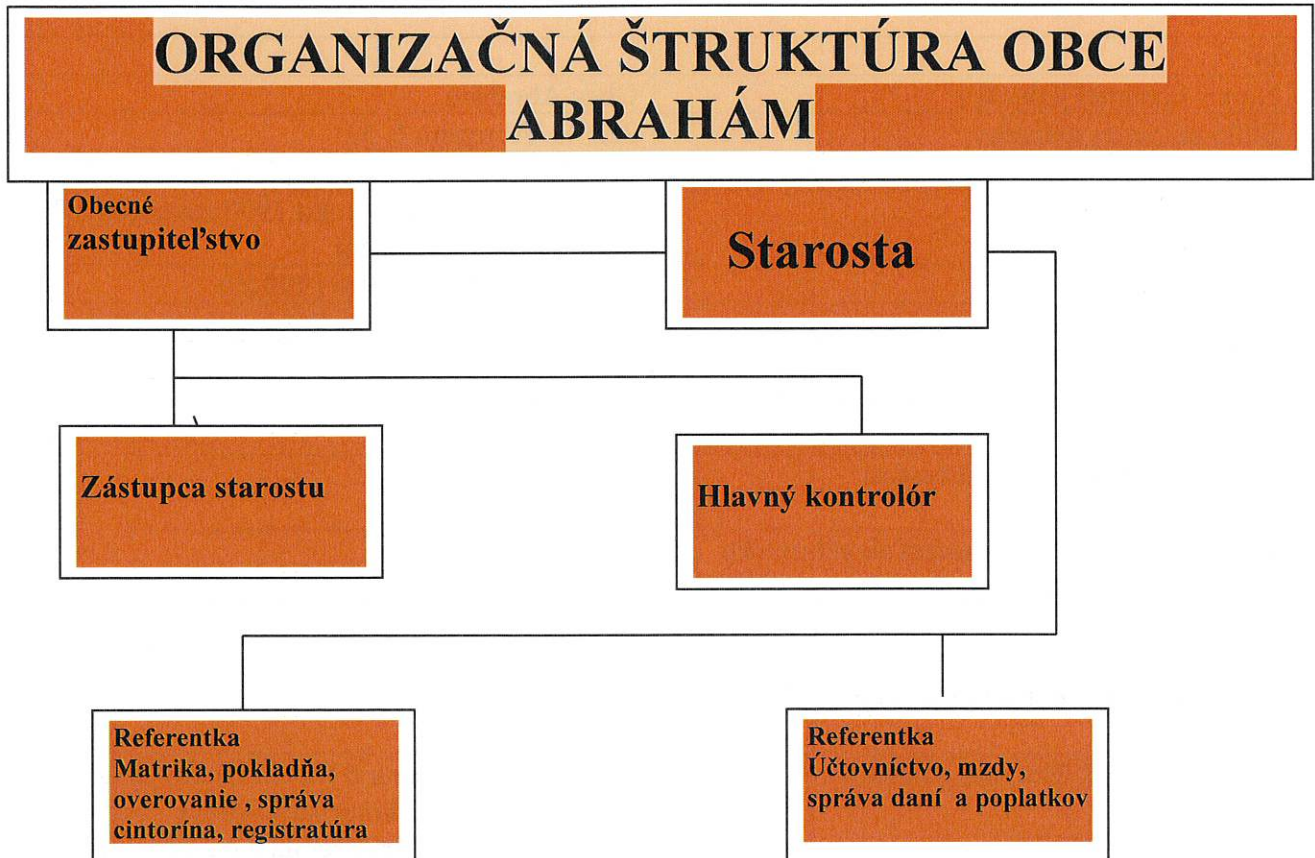 ORGANIZAČNÁ ŠTRUKTÚRA OBCE
ABRAHÁM
Obecné
zastupiteľstvo
Starosta
Zástupca starostu
Hlavný kontrolór
Referentka
Matrika, pokladňa,
overovanie , správa
cintorína, registratúra
Referentka
Účtovníctvo, mzdy,
správa daní a poplatkov